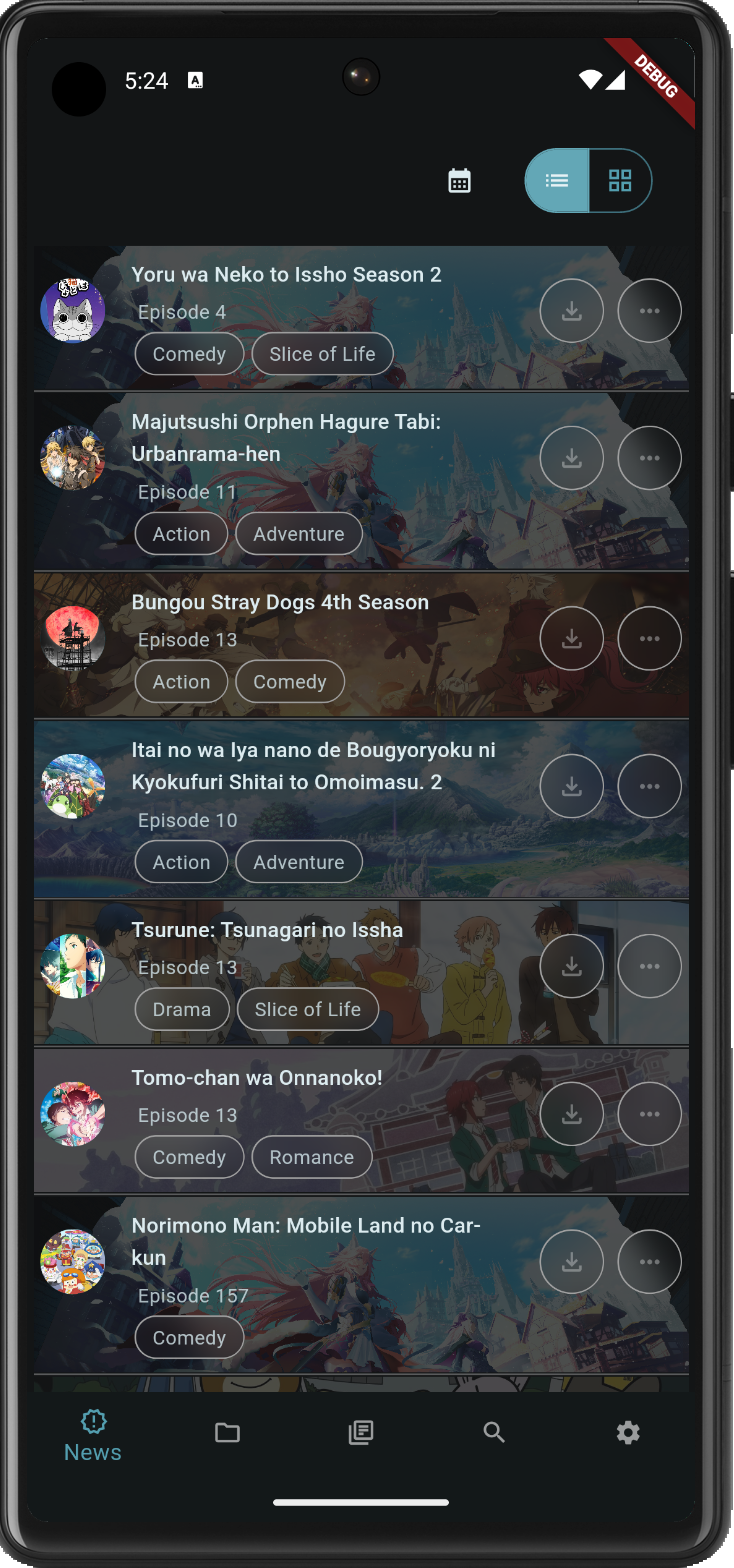 5:24
A
DEBUG
Yoru wa Neko to Issho Season 2
Episode 4
Comedy
Slice of Life
Majutsushi Orphen Hagure Tabi:
Urbanrama-hen
Episode 11
Action
Adventure
Bungou Stray Dogs 4th Season
Episode 13
Action
Comedy
Itai no wa Iya nano de Bougyoryoku ni
Kyokufuri Shitai to Omoimasu. 2
Episode 10
Action
Adventure
Tsurune: Tsunagari no Issha
Episode 13
Drama
Slice of Life
Tomo-chan wa Onnanoko!
Episode 13
Comedy
Romance
Norimono Man: Mobile Land no Car-
kun
Episode 157
Comedy
News